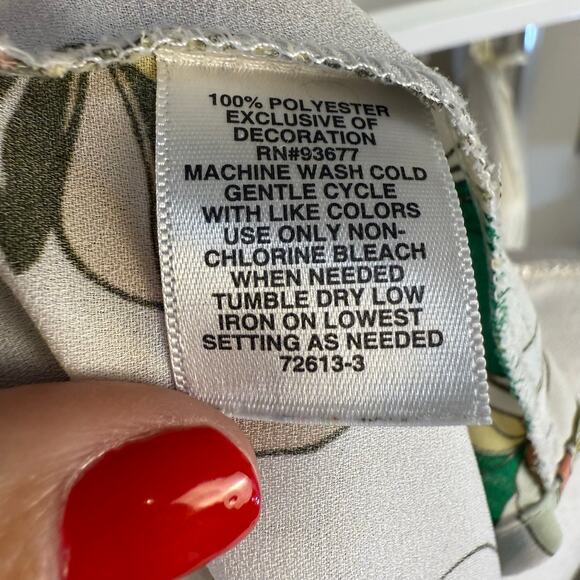 100% POLYESTER
EXCLUSIVE OF
DECORATION
RN#93677
MACHINE WASH COLD
GENTLE CYCLE
WITH LIKE COLORS
USE ONLY NON-
CHLORINE BLEACH
WHEN NEEDED
TUMBLE DRY LOW
IRON ON LOWEST
SETTING AS NEEDED
72613-3